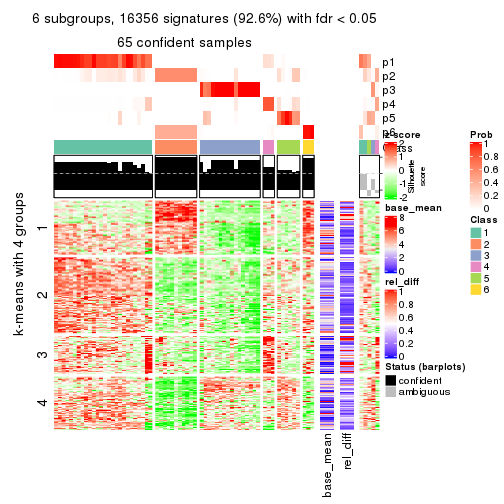 6 subgroups, 16356 signatures (92.6%) with fdr < 0.05
65 confident samples
p1
p2
p3
p4
p5
p6
Class
Silhouette
score
k-means with 4 groups
1
2
3
4
base_mean
rel_diff
z score
2
1
0
-1
-2
base_mean
8
6
4
2
0
rel_diff
1
0.8
0.6
0.4
0.2
0
Status (barplots)
confident
ambiguous
Prob
1
0.8
0.6
0.4
0.2
0
Class
1
2
3
4
5
6